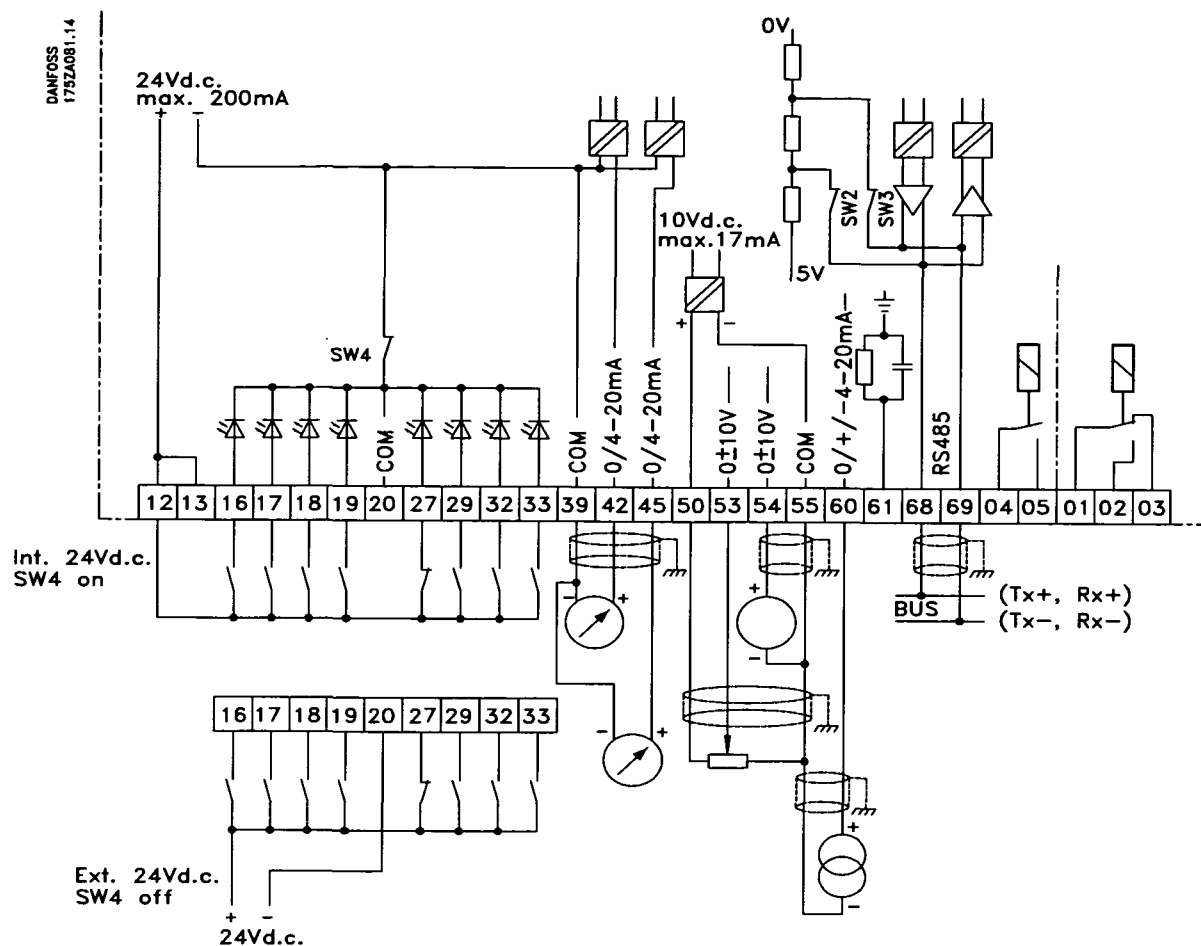 DANFOSS
175ZA081.14
24Vd.c.
max. 200mA
+ −
0V
SW2
SW3
5V
10Vd.c.
max.17mA
+ −
SW4
COM
COM
0/4-20mA
0/4-20mA
0±10V
0±10V
COM
0/+/-4-20mA
RS485
12 13 16 17 18 19 20 27 29 32 33 39 42 45 50 53 54 55 60 61 68 69 04 05 01 02 03
Int. 24Vd.c.
SW4 on
− +
+
−
BUS
(Tx+, Rx+)
(Tx-, Rx-)
16 17 18 19 20 27 29 32 33
− +
+
−
Ext. 24Vd.c.
SW4 off
+ −
24Vd.c.